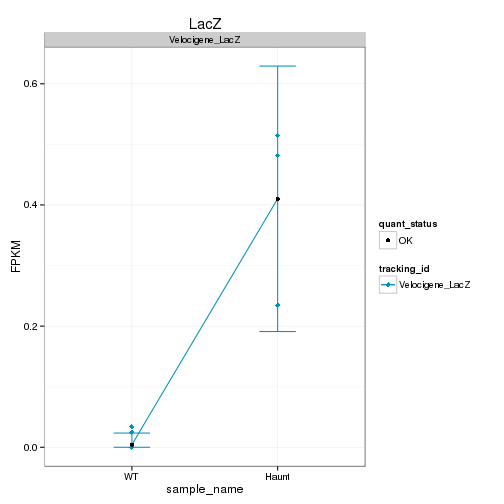 LacZ
Velocigene_LacZ
0.6
0.4
0.2
0.0
FPKM
WT
Haunt
sample_name
quant_status
OK
tracking_id
Velocigene_LacZ